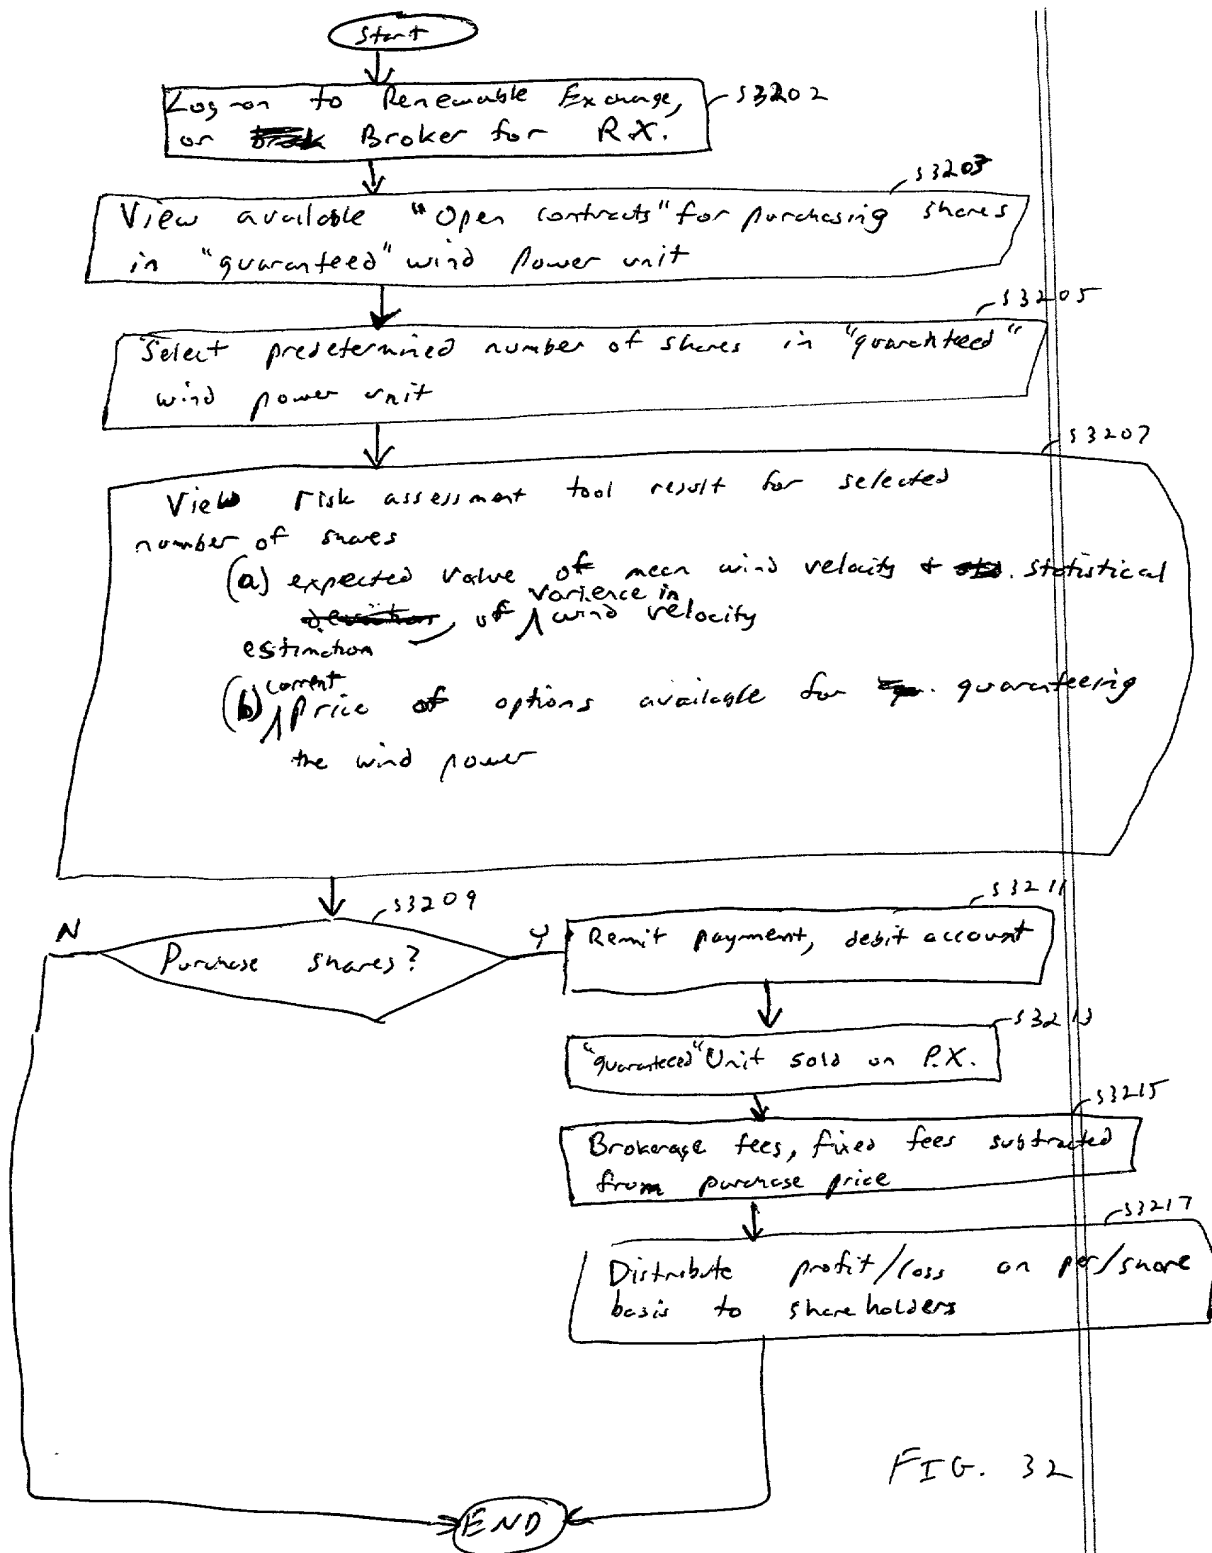 Start
Log on to Renewable Exchange,
or Broker for R.X.
S3202
S3203
View available "Open contracts" for purchasing shares
in "guaranteed" wind power unit
S3205
Select predetermined number of shares in "guaranteed"
wind power unit
S3207
View risk assessment tool result for selected
number of shares
(a) expected value of mean wind velocity + statistical
estimation of varience in wind velocity
(b) current price of options available for guaranteeing
the wind power
S3209
N
Purchase shares?
Y
S3211
Remit payment, debit account
S3213
"guaranteed" Unit sold on P.X.
S3215
Brokerage fees, fixed fees subtracted
from purchase price
S3217
Distribute profit/loss on per/share
basis to shareholders
FIG. 32
END